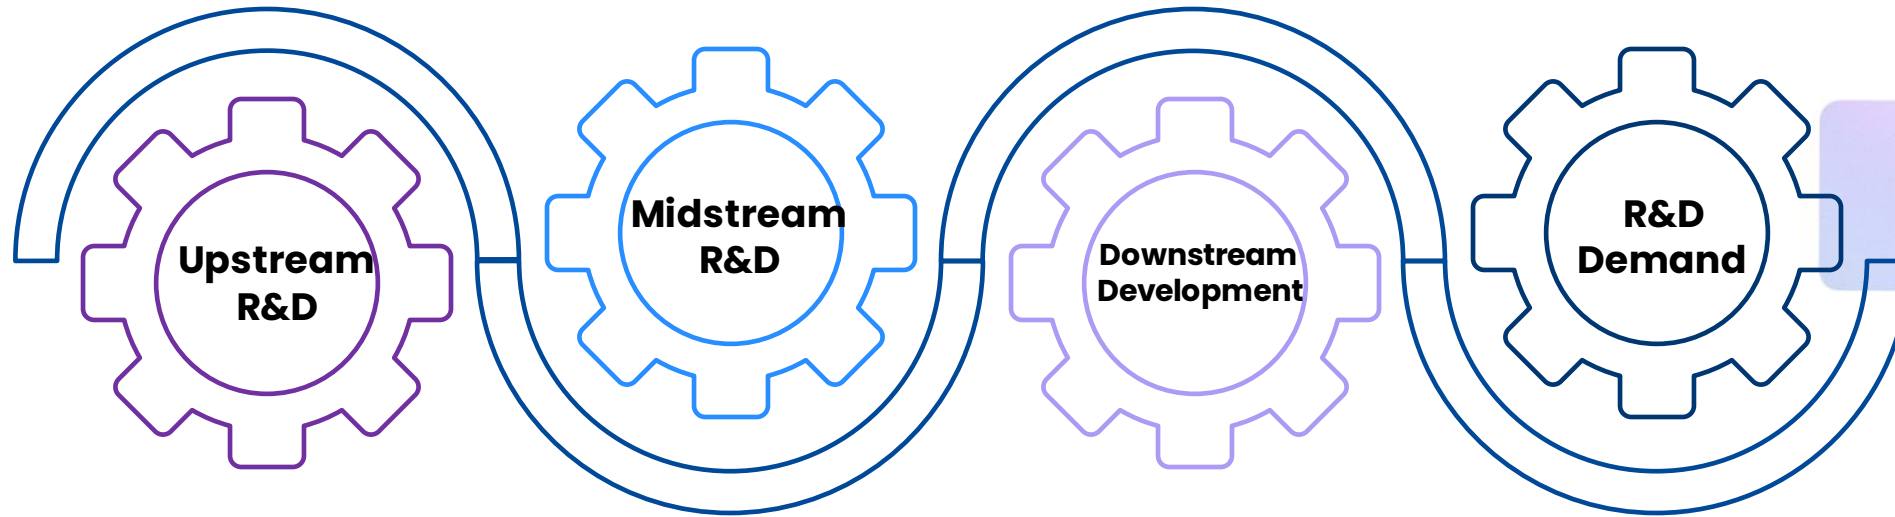 Upstream
R&D
Midstream
R&D
Downstream
Development
R&D
Demand